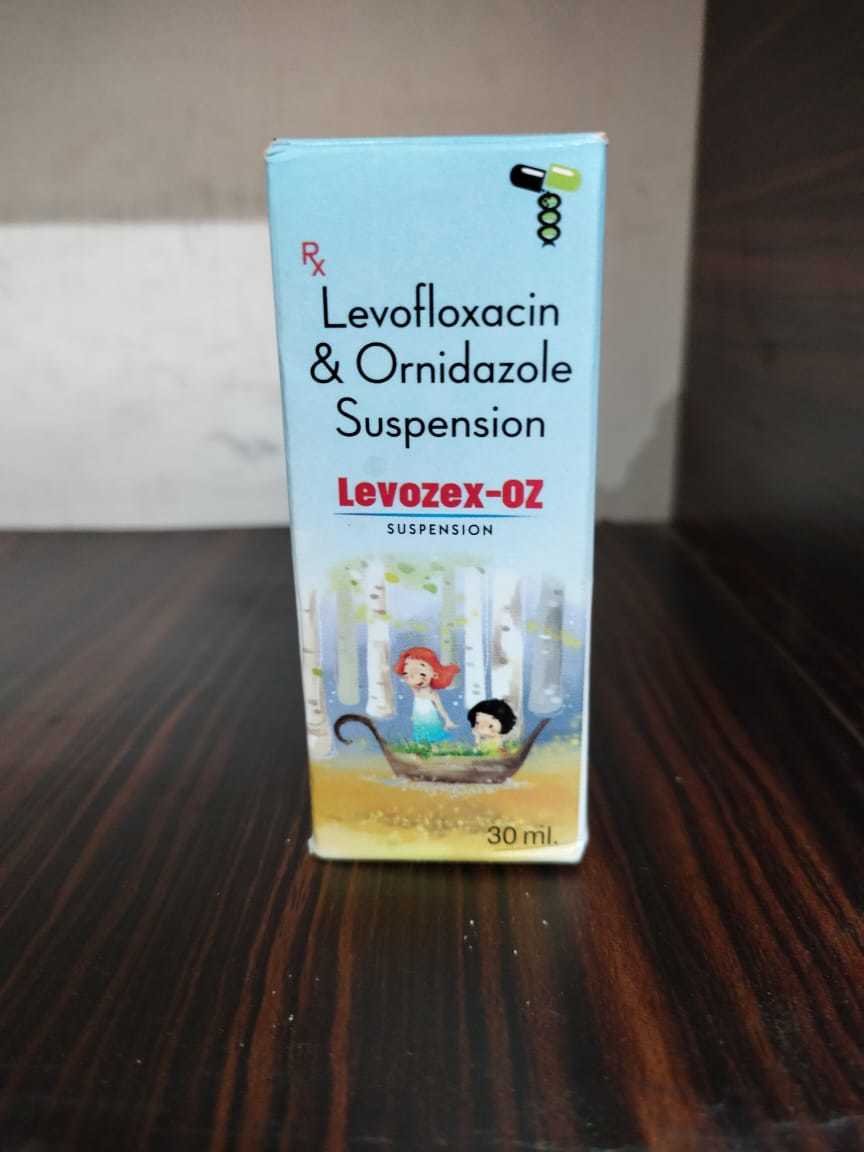 Rx
Levofloxacin
& Ornidazole
Suspension
Levozex-OZ
SUSPENSION
30 ml.